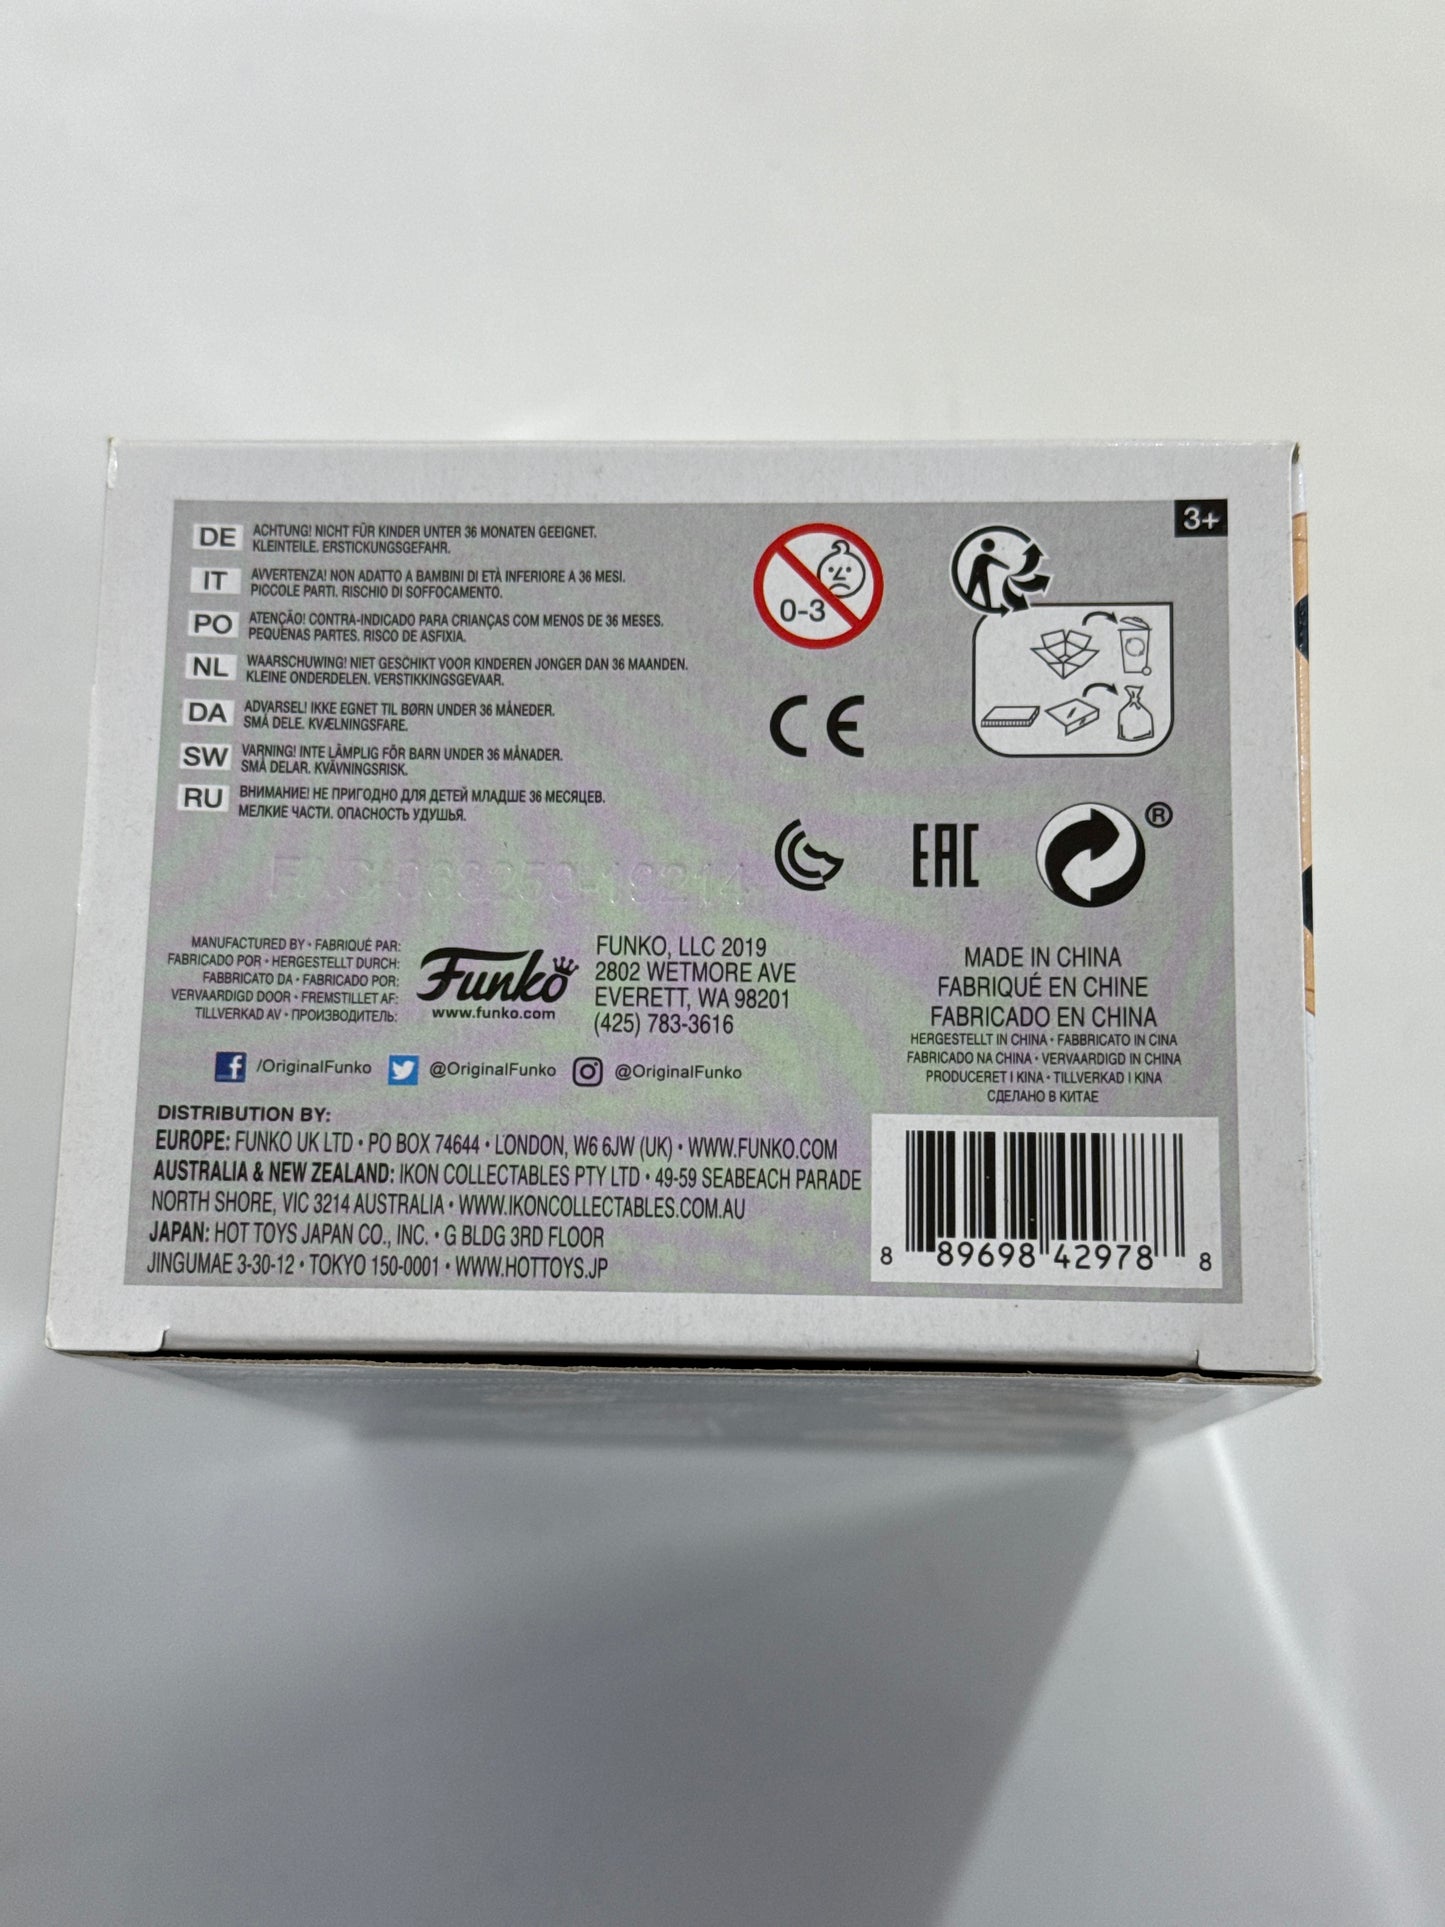 3+
DE ACHTUNG! NICHT FÜR KINDER UNTER 36 MONATEN GEEIGNET.
KLEINTEILE. ERSTICKUNGSGEFAHR.
IT AVVERTENZA! NON ADATTO A BAMBINI DI ETÀ INFERIORE A 36 MESI.
PICCOLE PARTI. RISCHIO DI SOFFOCAMENTO.
PO ATENÇÃO! CONTRA-INDICADO PARA CRIANÇAS COM MENOS DE 36 MESES.
PEQUENAS PARTES. RISCO DE ASFIXIA.
NL WAARSCHUWING! NIET GESCHIKT VOOR KINDEREN JONGER DAN 36 MAANDEN.
KLEINE ONDERDELEN. VERSTIKKINGSGEVAAR.
DA ADVARSEL! IKKE EGNET TIL BØRN UNDER 36 MÅNEDER.
SMÅ DELE. KVÆLNINGSFARE.
SW VARNING! INTE LÄMPLIG FÖR BARN UNDER 36 MÅNADER.
SMÅ DELAR. KVÄVNINGSRISK.
RU ВНИМАНИЕ! НЕ ПРИГОДНО ДЛЯ ДЕТЕЙ МЛАДШЕ 36 МЕСЯЦЕВ.
МЕЛКИЕ ЧАСТИ. ОПАСНОСТЬ УДУШЬЯ.
0-3
CE
EAC
®
MANUFACTURED BY • FABRIQUÉ PAR:
FABRICADO POR • HERGESTELLT DURCH:
FABBRICATO DA • FABRICADO POR:
VERVAARDIGD DOOR • FREMSTILLET AF:
TILLVERKAD AV • ПРОИЗВОДИТЕЛЬ:
Funko
www.funko.com
FUNKO, LLC 2019
2802 WETMORE AVE
EVERETT, WA 98201
(425) 783-3616
MADE IN CHINA
FABRIQUÉ EN CHINE
FABRICADO EN CHINA
HERGESTELLT IN CHINA • FABBRICATO IN CINA
FABRICADO NA CHINA • VERVAARDIGD IN CHINA
PRODUCERET I KINA • TILLVERKAD I KINA
СДЕЛАНО В КИТАЕ
/OriginalFunko @OriginalFunko @OriginalFunko
DISTRIBUTION BY:
EUROPE: FUNKO UK LTD • PO BOX 74644 • LONDON, W6 6JW (UK) • WWW.FUNKO.COM
AUSTRALIA & NEW ZEALAND: IKON COLLECTABLES PTY LTD • 49-59 SEABEACH PARADE
NORTH SHORE, VIC 3214 AUSTRALIA • WWW.IKONCOLLECTABLES.COM.AU
JAPAN: HOT TOYS JAPAN CO., INC. • G BLDG 3RD FLOOR
JINGUMAE 3-30-12 • TOKYO 150-0001 • WWW.HOTTOYS.JP
8 89698 42978 8